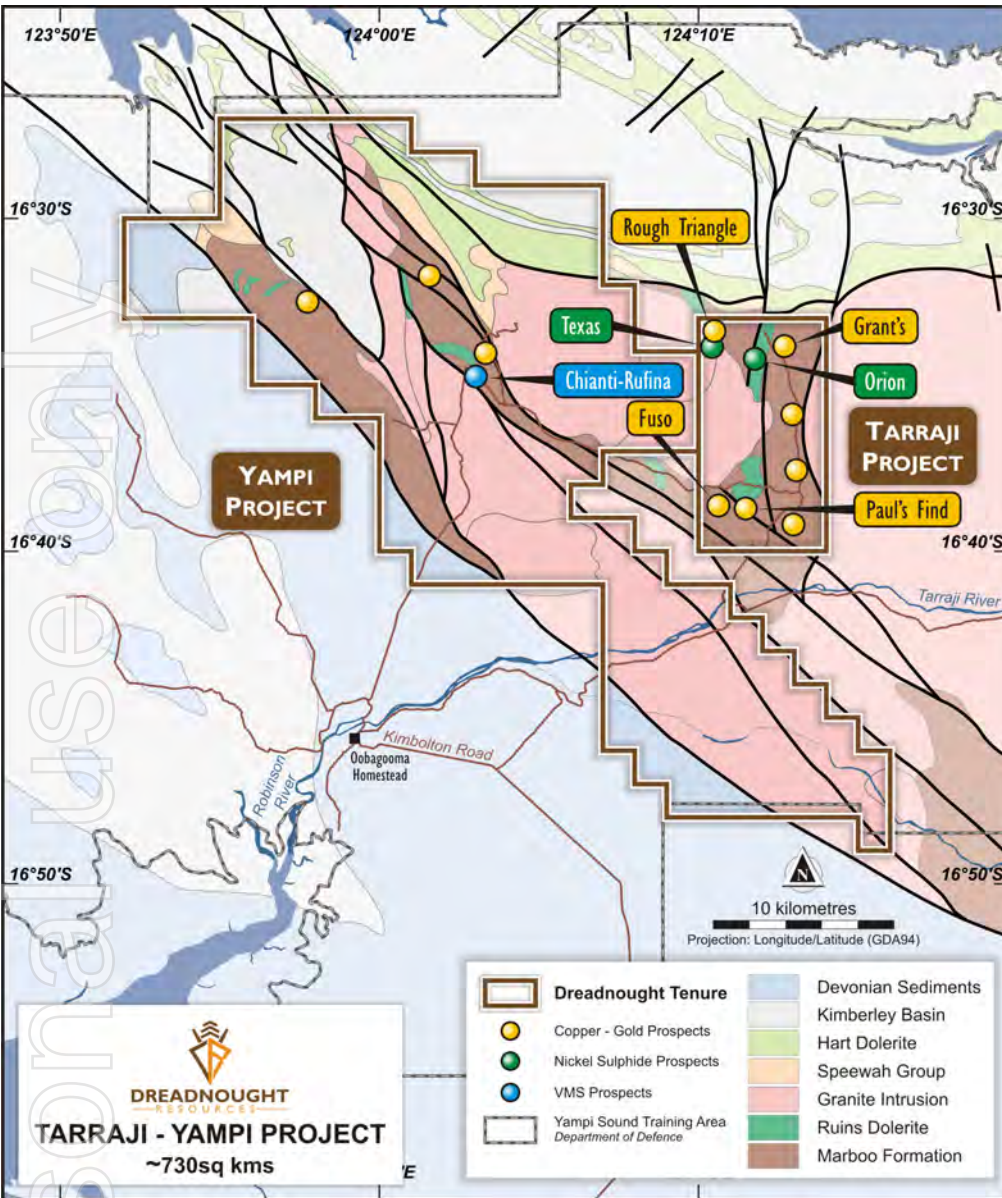 123°50'E
124°00'E
124°10'E
16°30'S
16°30'S
Rough Triangle
Texas
Grant's
Chianti-Rufina
Orion
Fuso
TARRAJI
PROJECT
YAMPI
PROJECT
Paul's Find
16°40'S
16°40'S
Tarraji River
Kimbolton Road
Oobagooma
Homestead
Robinson
River
16°50'S
16°50'S
N
10 kilometres
Projection: Longitude/Latitude (GDA94)
Dreadnought Tenure
Copper - Gold Prospects
Nickel Sulphide Prospects
VMS Prospects
Yampi Sound Training Area
Department of Defence
Devonian Sediments
Kimberley Basin
Hart Dolerite
Speewah Group
Granite Intrusion
Ruins Dolerite
Marboo Formation
DREADNOUGHT
RESOURCES
TARRAJI - YAMPI PROJECT
~730sq kms
'E
sonal use only